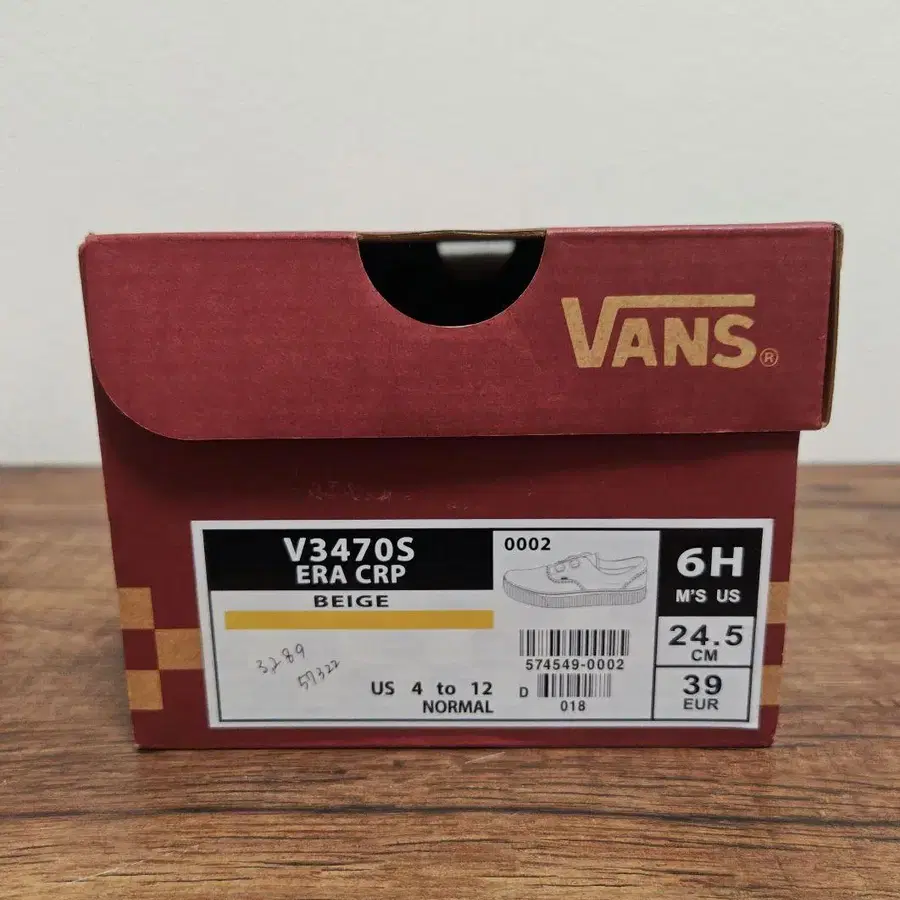 VANS®
V3470S
ERA CRP
BEIGE
3289
57322
US 4 to 12
NORMAL
0002
574549-0002
D
018
6H
M'S US
24.5
CM
39
EUR